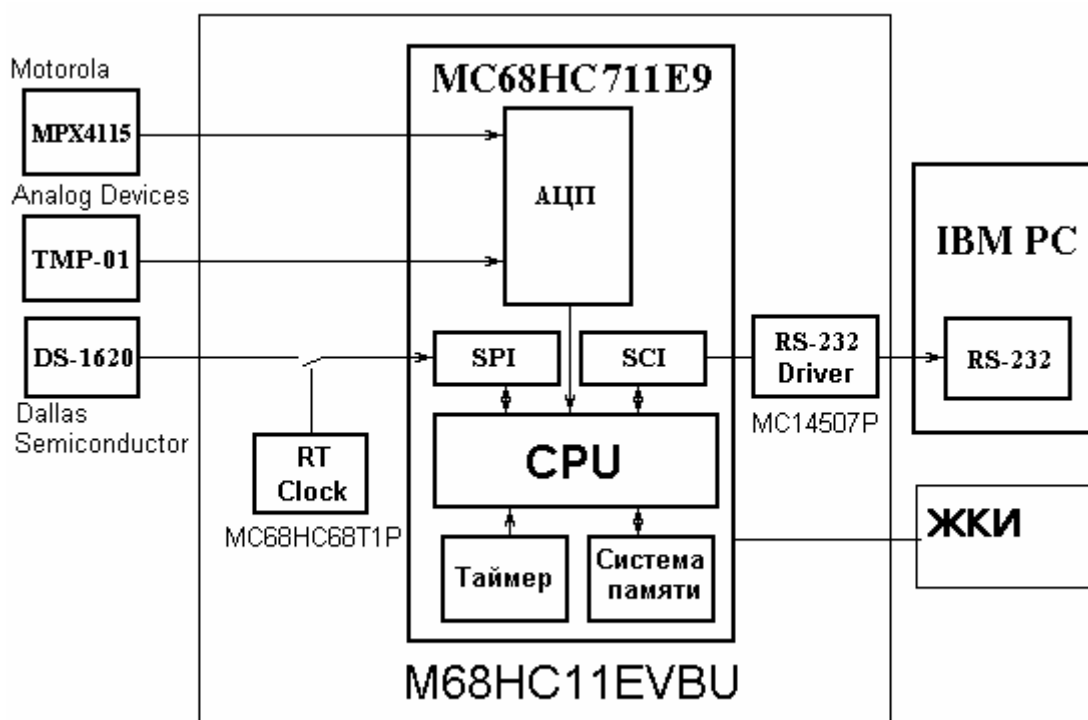 Motorola
MPX4115
Analog Devices
TMP-01
DS-1620
Dallas
Semiconductor
RT
Clock
MC68HC68T1P
MC68HC711E9
АЦП
SPI
SCI
CPU
Таймер
Система
памяти
M68HC11EVBU
RS-232
Driver
MC14507P
IBM PC
RS-232
ЖКИ